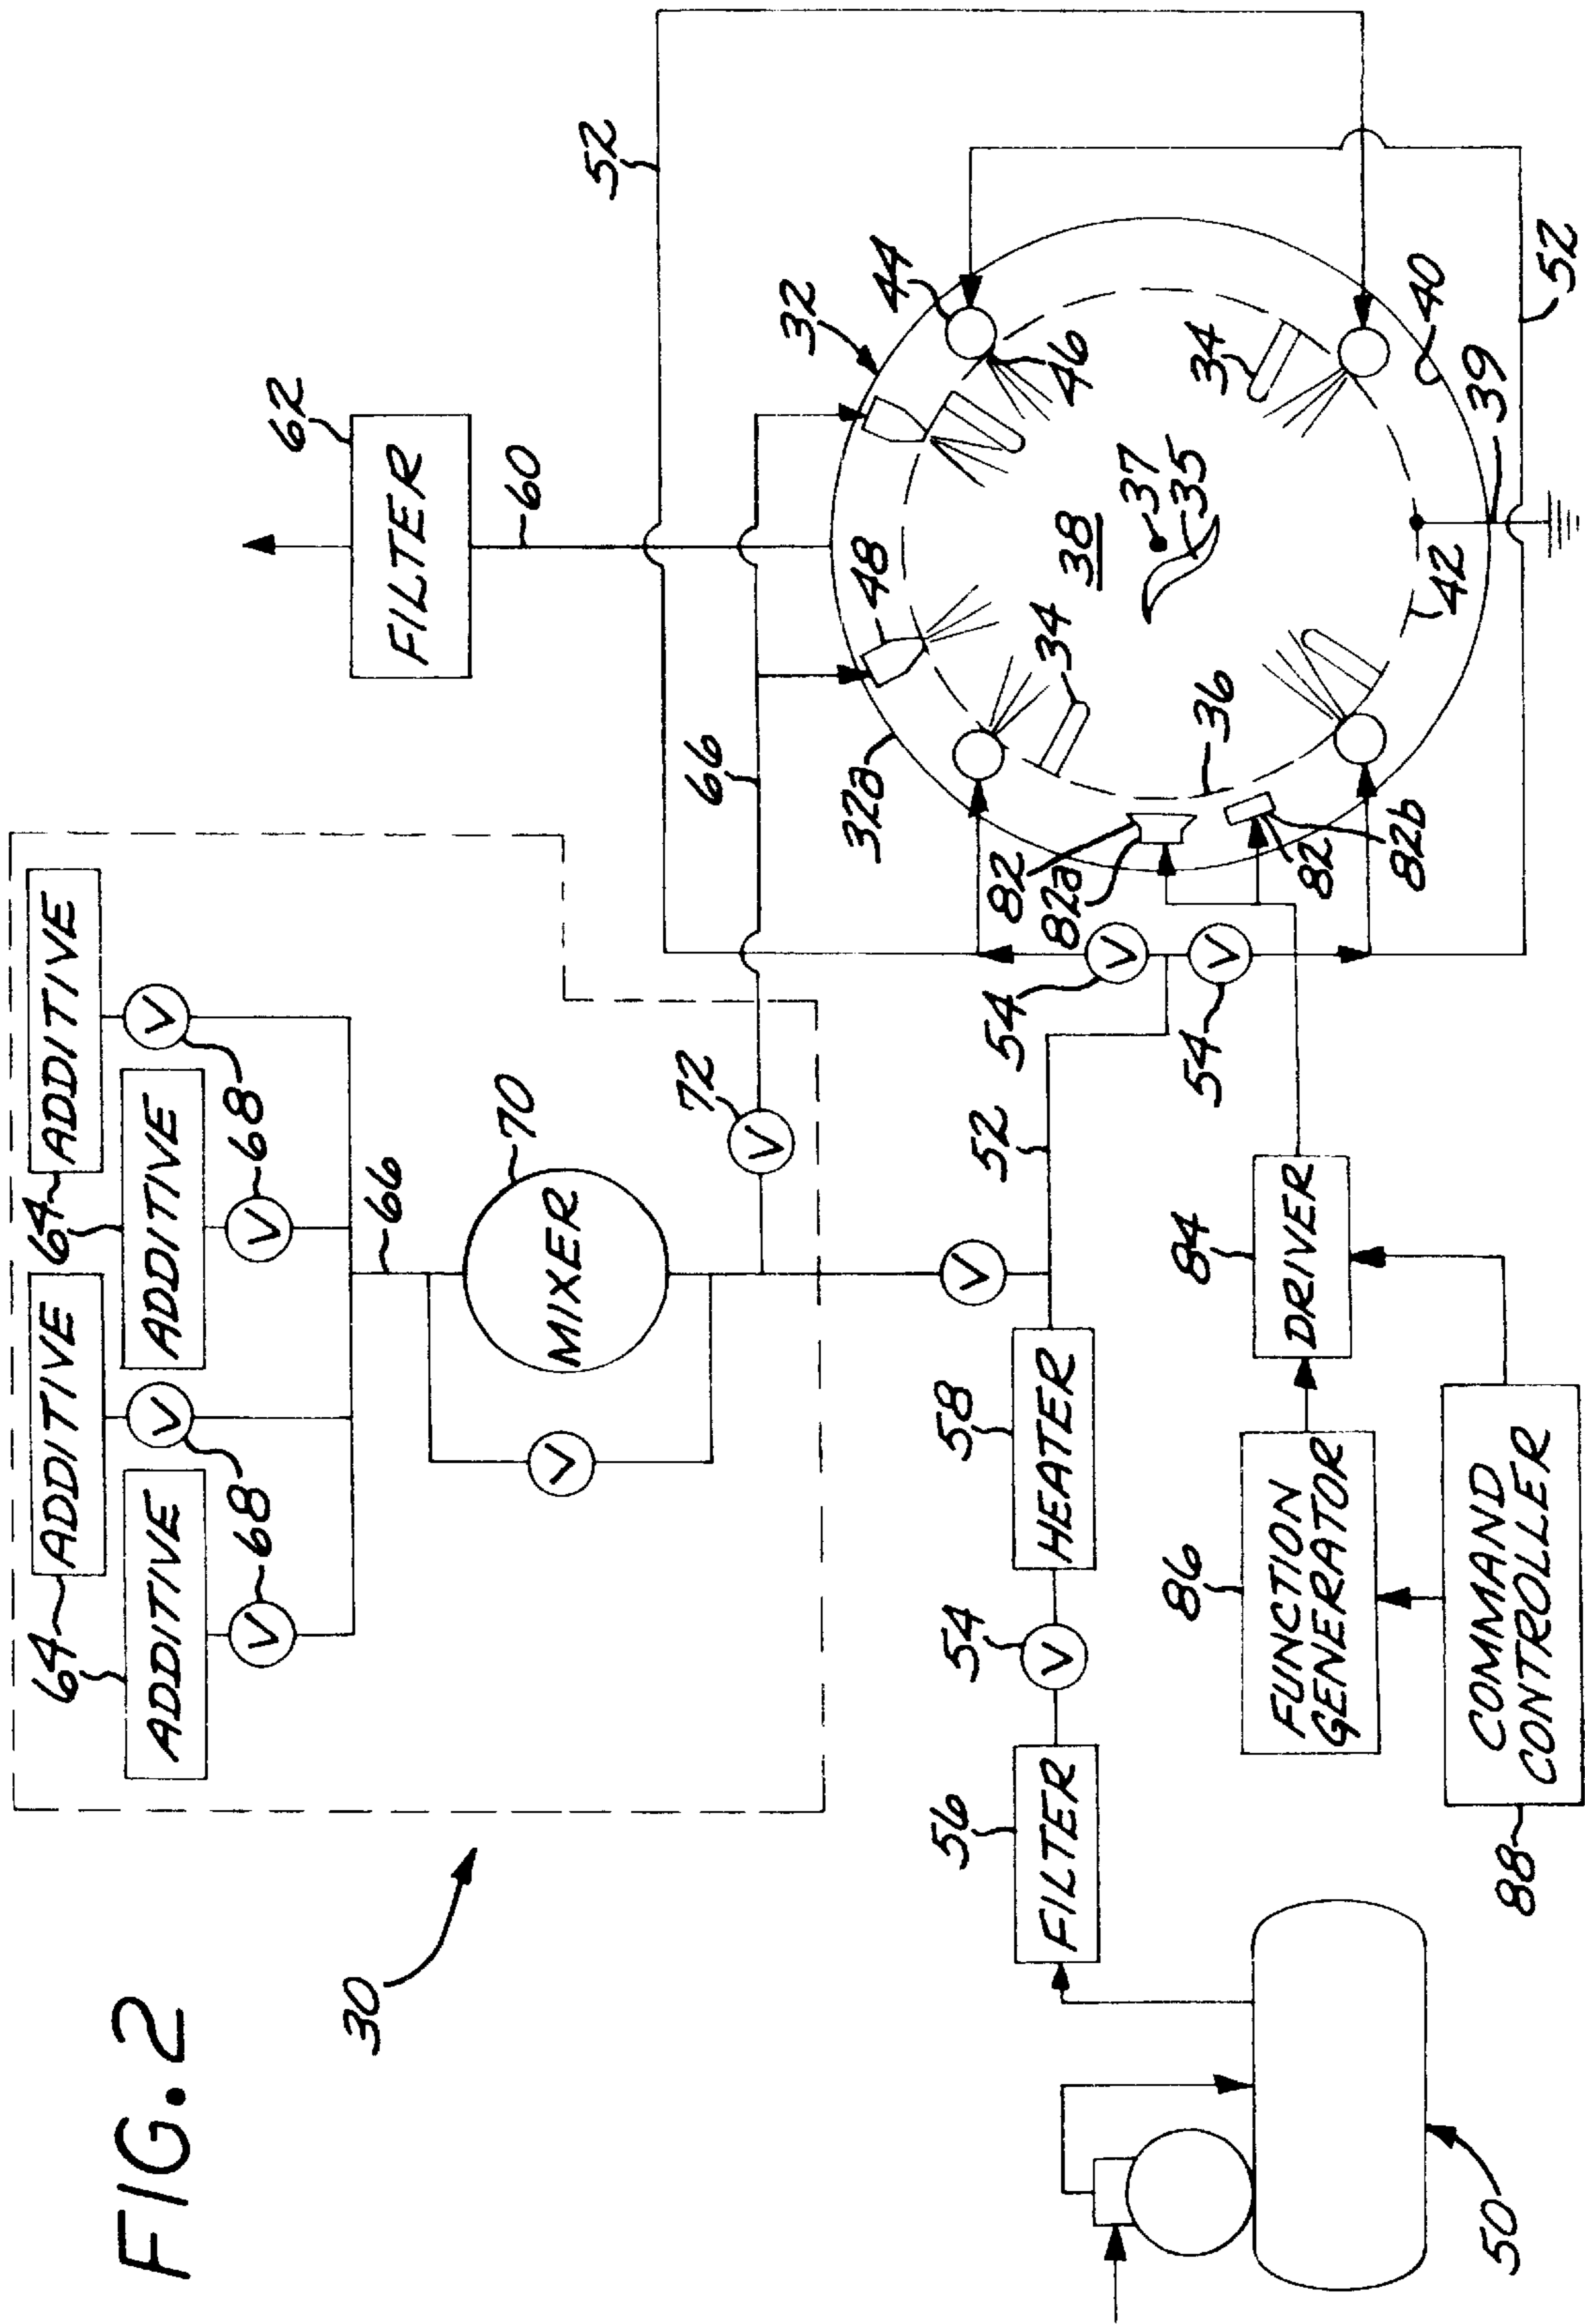 FIG. 2
30
64
ADDITIVE
ADDITIVE
64
ADDITIVE
ADDITIVE
68
68
V
V
V
V
66
70
MIXER
V
72
V
66
62
FILTER
60
52
32
32a
44
46
48
34
34
38
37
35
36
39
40
42
82
82a
82
82b
52
50
56
FILTER
54
V
58
HEATER
V
52
54
V
54
V
84
DRIVER
86
FUNCTION
GENERATOR
88
COMMAND
CONTROLLER